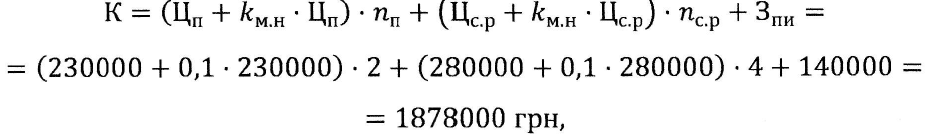 К = (Цп + kм.н · Цп) · nп + (Цс.р + kм.н · Цс.р) · nс.р + Зпи =
= (230000 + 0,1 · 230000) · 2 + (280000 + 0,1 · 280000) · 4 + 140000 =
= 1878000 грн,